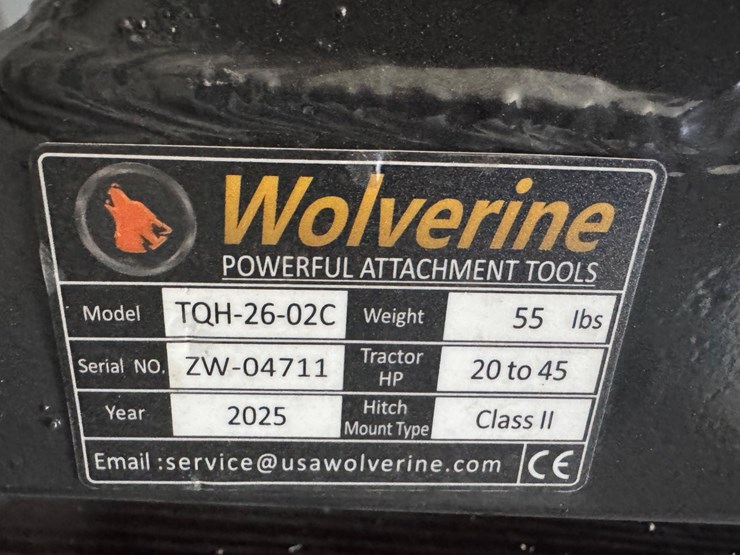 Wolverine
POWERFUL ATTACHMENT TOOLS
Model TQH-26-02C Weight 55 lbs
Serial NO. ZW-04711 Tractor HP 20 to 45
Year 2025 Hitch Mount Type Class II
Email :service@usawolverine.com CE